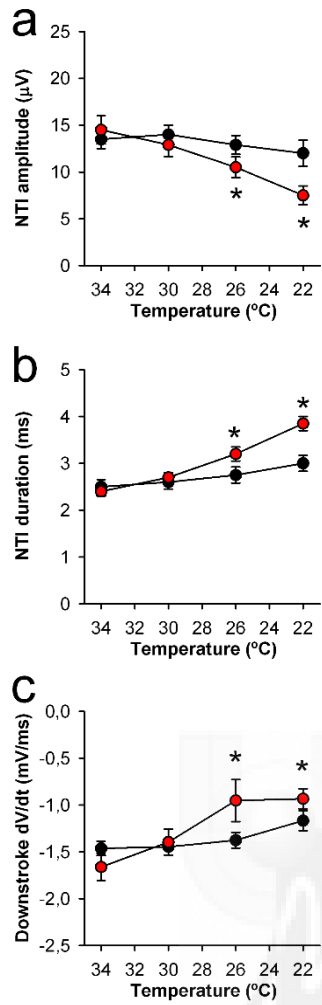 a
NTI amplitude (µV)
25
20
15
10
5
0
*
*
34 32 30 28 26 24 22
Temperature (ºC)
b
NTI duration (ms)
5
4
3
2
1
0
*
*
34 32 30 28 26 24 22
Temperature (ºC)
c
Downstroke dV/dt (mV/ms)
0,0
-0,5
-1,0
-1,5
-2,0
-2,5
*
*
34 32 30 28 26 24 22
Temperature (ºC)